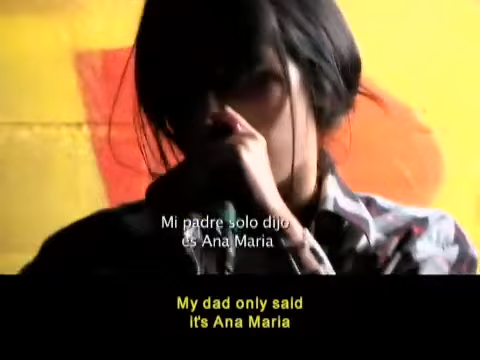 Mi padre solo dijo
es Ana Maria
My dad only said
it's Ana Maria